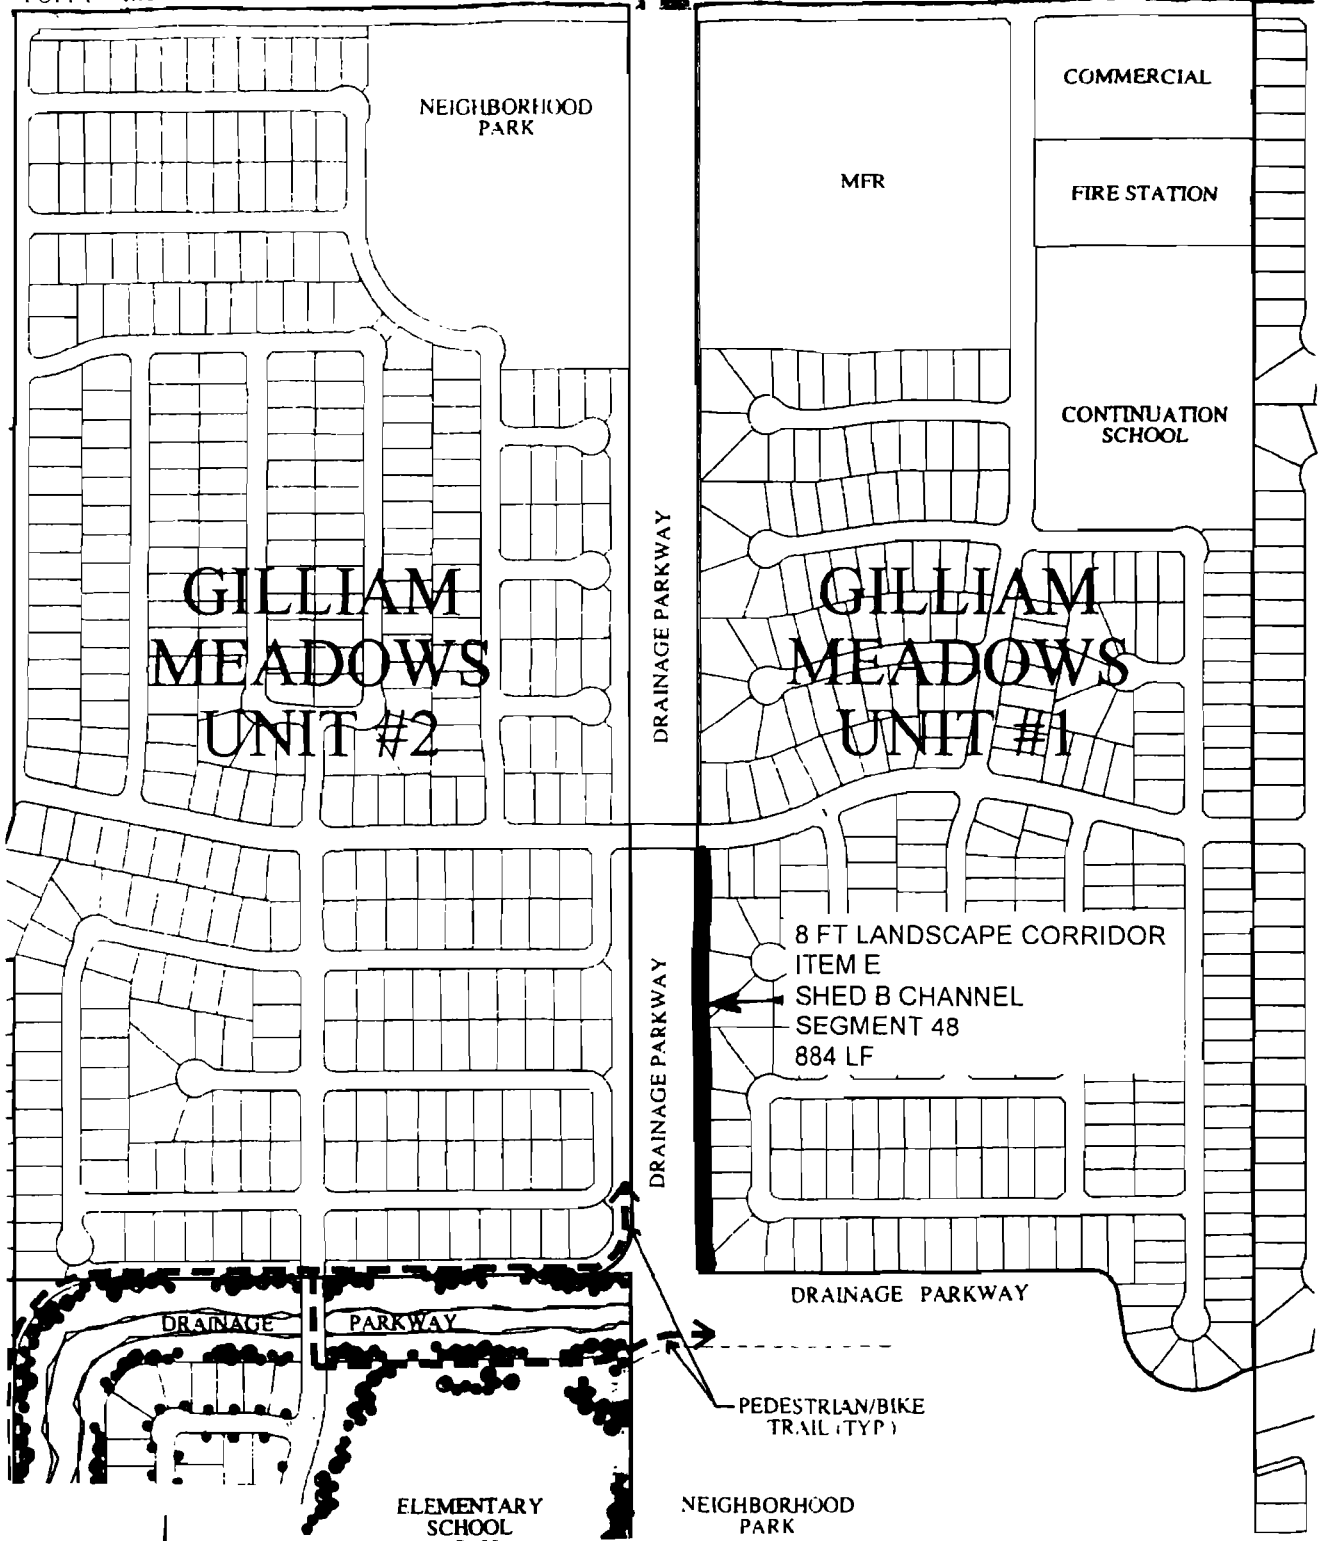 NEIGHBORHOOD
PARK
COMMERCIAL
MFR
FIRE STATION
CONTINUATION
SCHOOL
DRAINAGE PARKWAY
GILLIAM
MEADOWS
UNIT #2
GILLIAM
MEADOWS
UNIT #1
8 FT LANDSCAPE CORRIDOR
ITEM E
SHED B CHANNEL
SEGMENT 48
884 LF
DRAINAGE PARKWAY
DRAINAGE PARKWAY
DRAINAGE PARKWAY
PEDESTRIAN/BIKE
TRAIL (TYP)
ELEMENTARY
SCHOOL
NEIGHBORHOOD
PARK